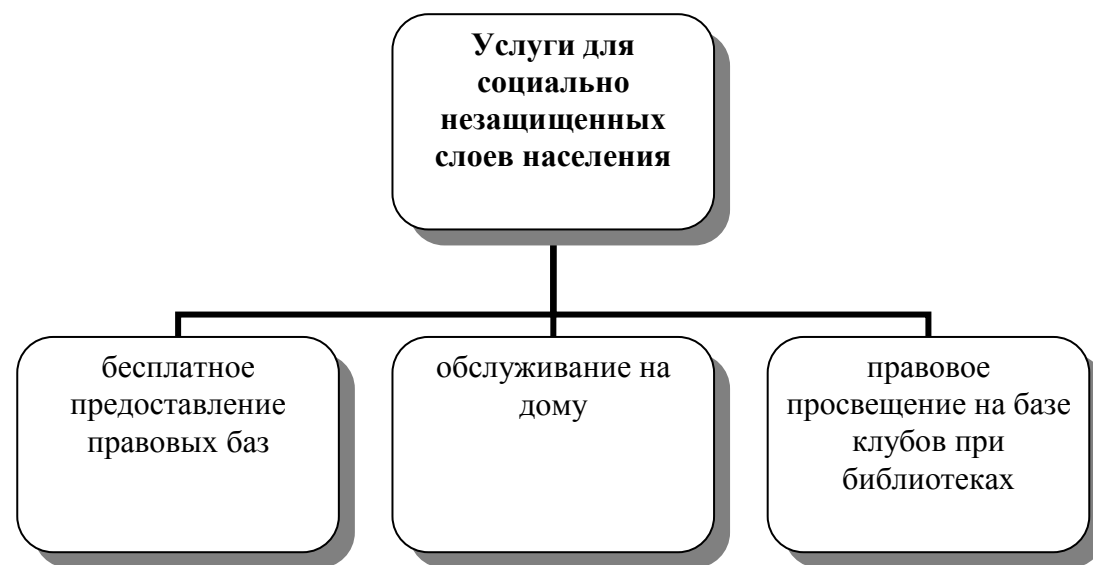 Услуги для
социально
незащищенных
слоев населения
бесплатное
предоставление
правовых баз
обслуживание на
дому
правовое
просвещение на базе
клубов при
библиотеках